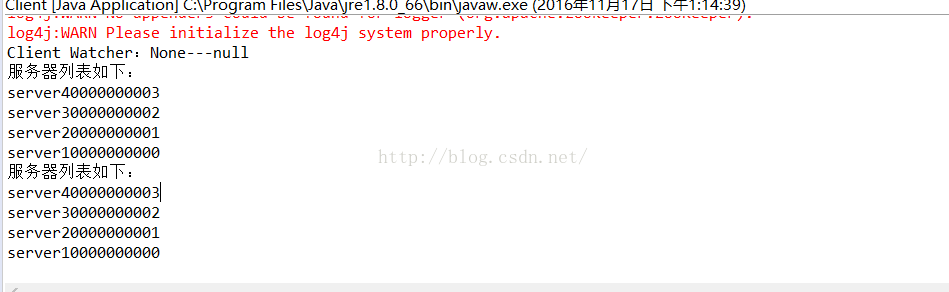 Client [Java Application] C:\Program Files\Java\jre1.8.0_66\bin\javaw.exe (2016年11月17日 下午1:14:39)
log4j:WARN No appenders could be found for logger (org.apache.zookeeper.ZooKeeper).
log4j:WARN Please initialize the log4j system properly.
Client Watcher：None---null
服务器列表如下：
server40000000003
server30000000002
server20000000001
server10000000000
http://blog.csdn.net/
服务器列表如下：
server40000000003
server30000000002
server20000000001
server10000000000